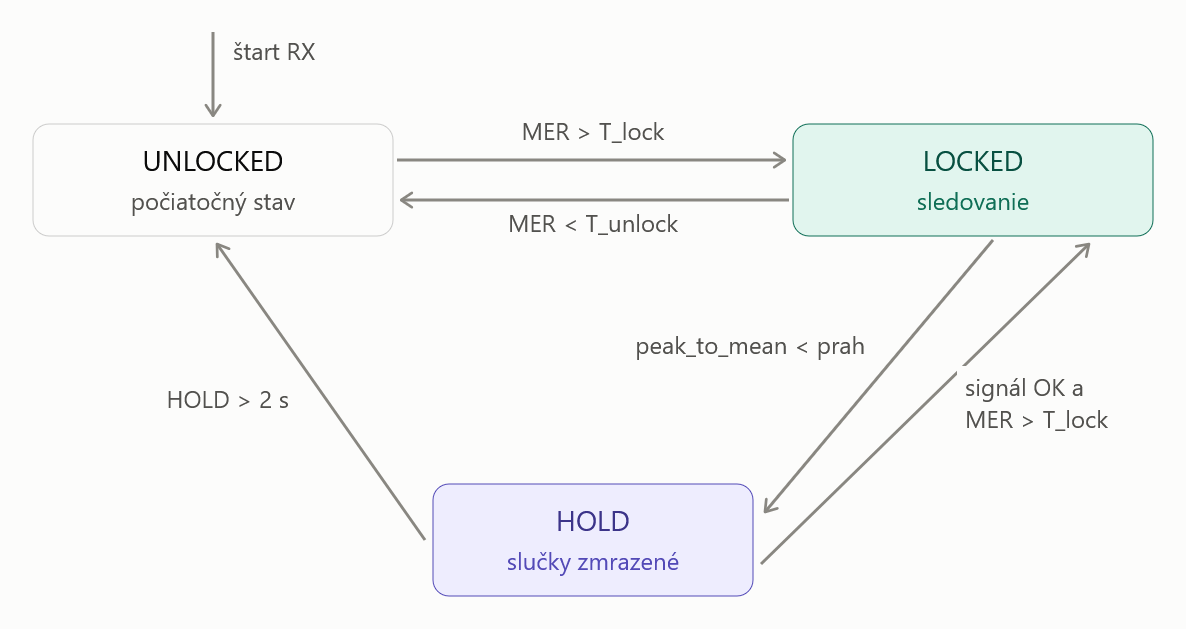 štart RX
MER > T_lock
UNLOCKED
počiatočný stav
LOCKED
sledovanie
MER < T_unlock
peak_to_mean < prah
HOLD > 2 s
signál OK a
MER > T_lock
HOLD
slučky zmrazené